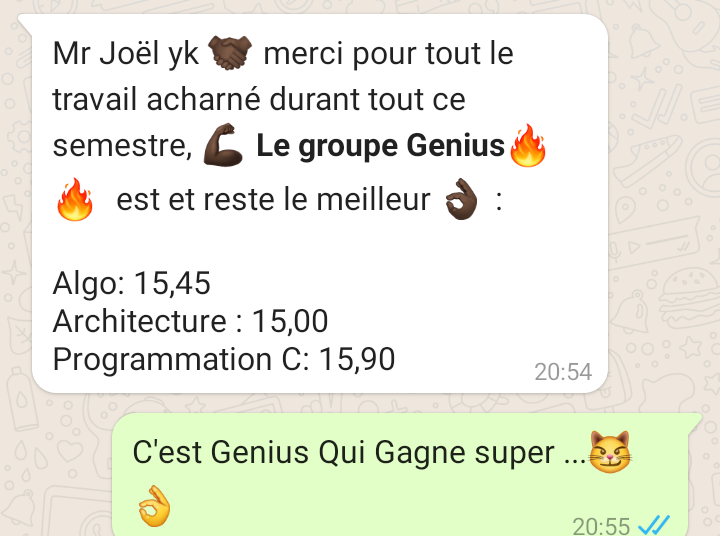 Mr Joël yk 🤝🏿 merci pour tout le
travail acharné durant tout ce
semestre, 💪🏿 Le groupe Genius🔥
🔥 est et reste le meilleur 👌🏿 :
Algo: 15,45
Architecture : 15,00
Programmation C: 15,90
20:54
C'est Genius Qui Gagne super ...😼
👌
20:55